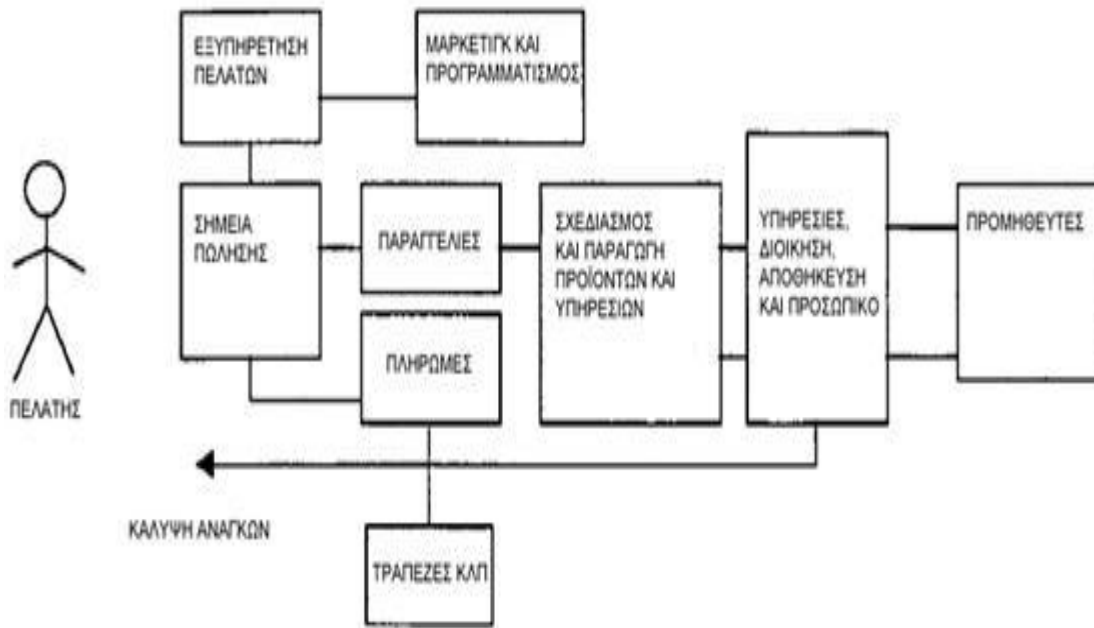 ΕΞΥΠΗΡΕΤΗΣΗ
ΠΕΛΑΤΩΝ
ΜΑΡΚΕΤΙΓΚ ΚΑΙ
ΠΡΟΓΡΑΜΜΑΤΙΣΜΟΣ
ΣΗΜΕΙΑ
ΠΩΛΗΣΗΣ
ΠΑΡΑΓΓΕΛΙΕΣ
ΠΛΗΡΩΜΕΣ
ΣΧΕΔΙΑΣΜΟΣ
ΚΑΙ ΠΑΡΑΓΩΓΗ
ΠΡΟΪΟΝΤΩΝ ΚΑΙ
ΥΠΗΡΕΣΙΩΝ
ΥΠΗΡΕΣΙΕΣ,
ΔΙΟΙΚΗΣΗ,
ΑΠΟΘΗΚΕΥΣΗ
ΚΑΙ ΠΡΟΣΩΠΙΚΟ
ΠΡΟΜΗΘΕΥΤΕΣ
ΠΕΛΑΤΗΣ
ΚΑΛΥΨΗ ΑΝΑΓΚΩΝ
ΤΡΑΠΕΖΕΣ ΚΛΠ